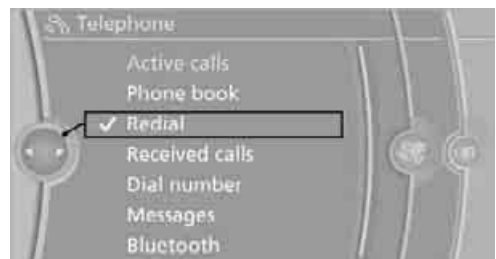 Telephone
Active calls
Phone book
Redial
Received calls
Dial number
Messages
Bluetooth